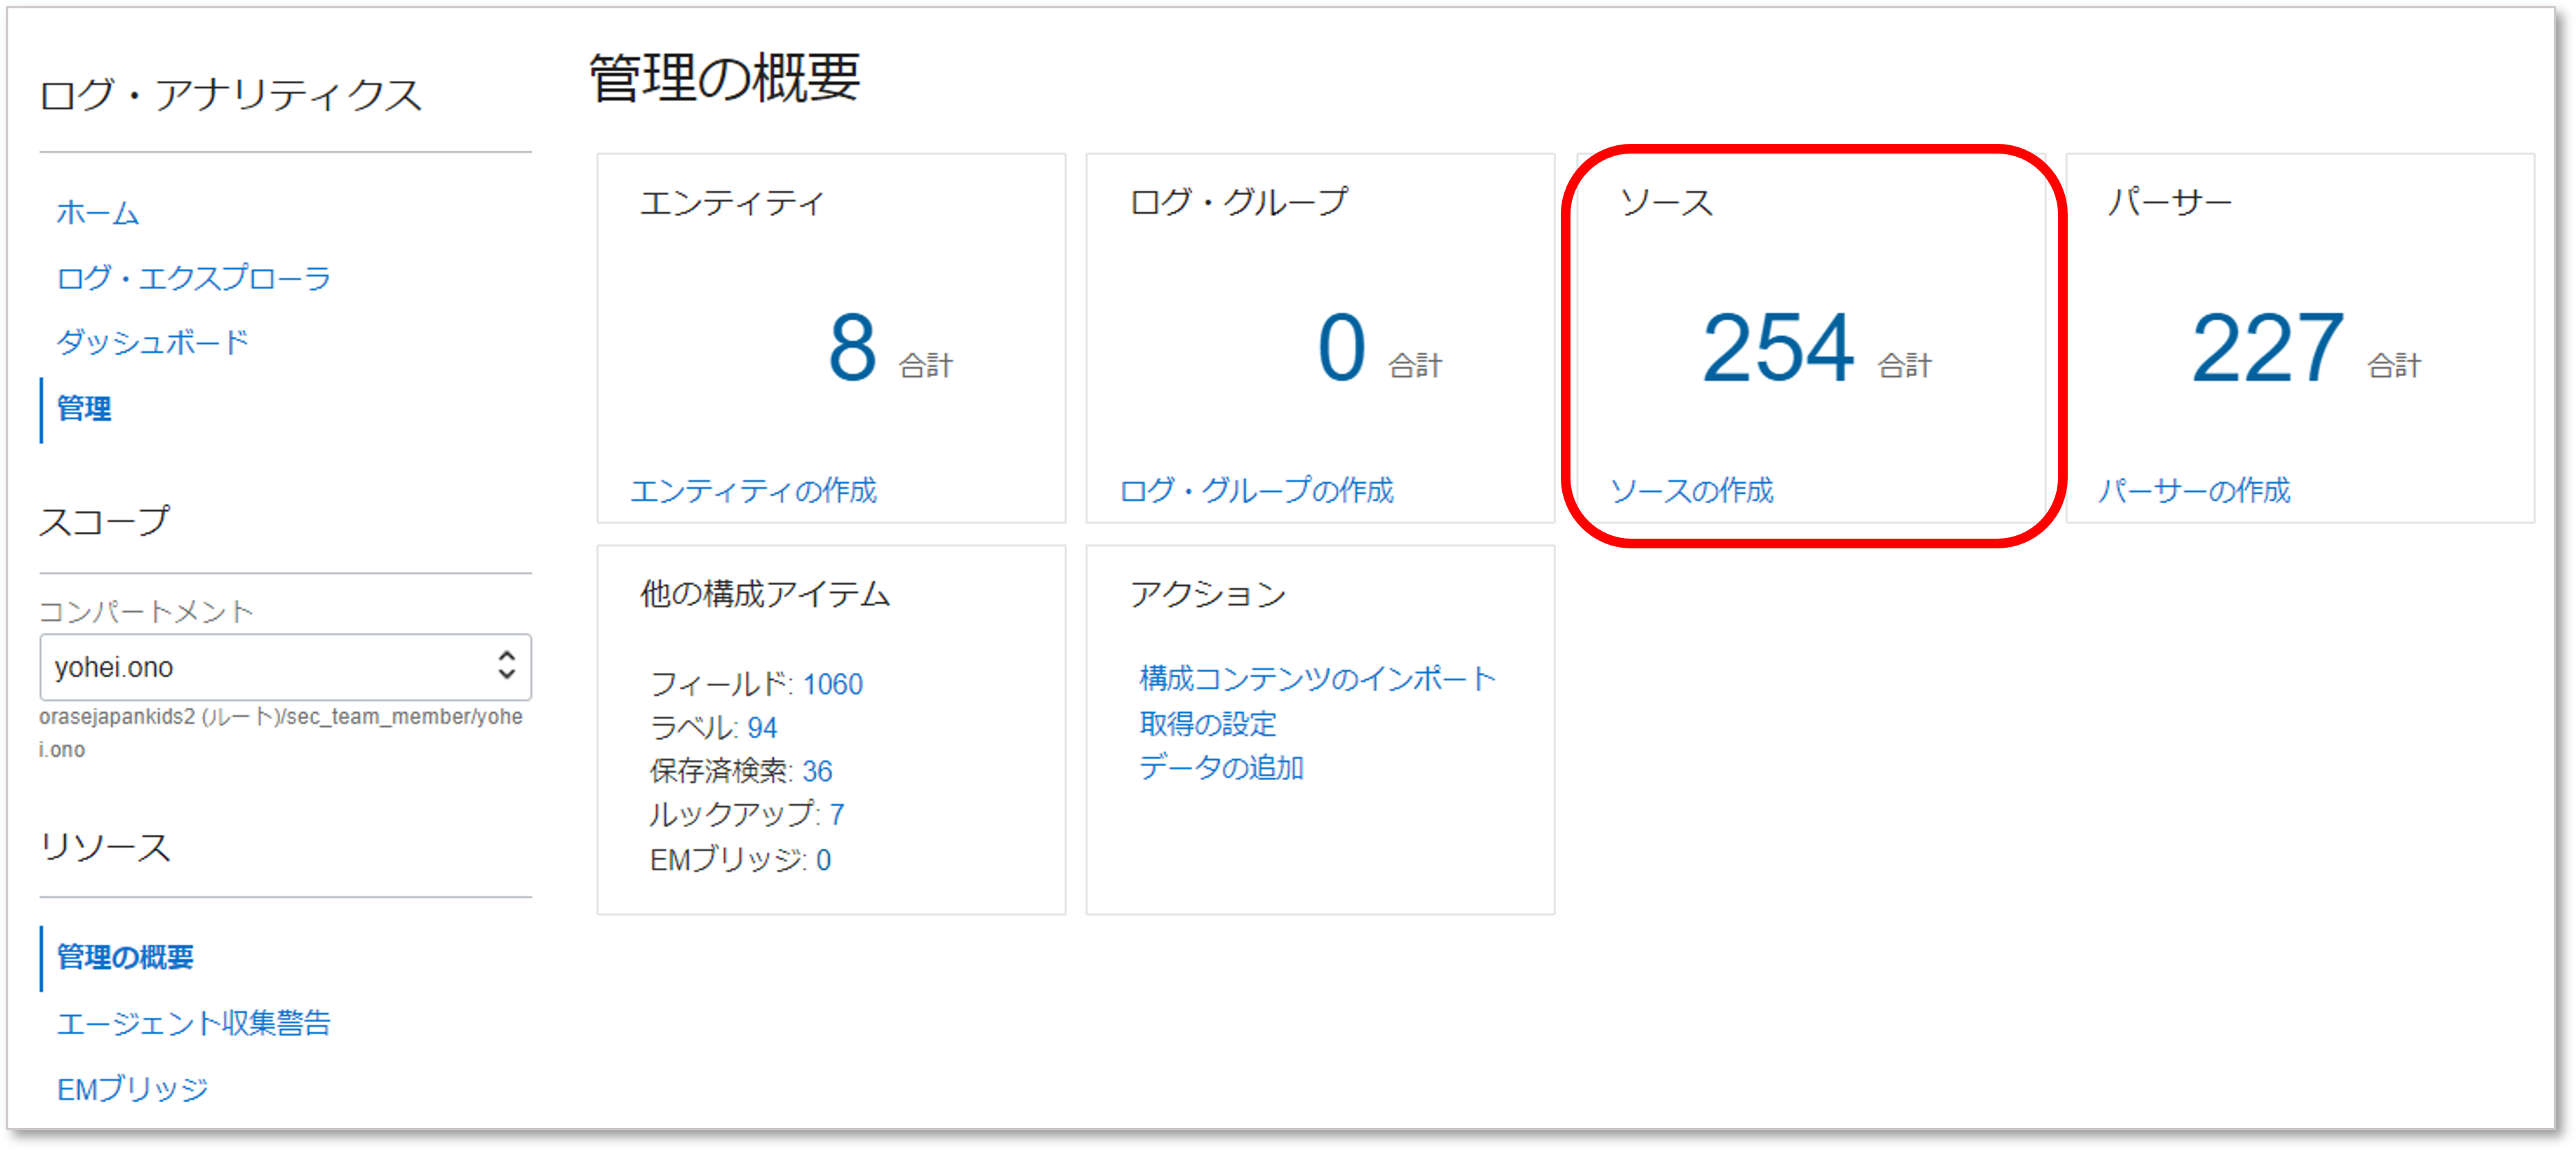 ログ・アナリティクス
ホーム
ログ・エクスプローラ
ダッシュボード
管理
スコープ
コンパートメント
yohei.ono
orasejapankids2 (ルート)/sec_team_member/yohe
i.ono
リソース
管理の概要
エージェント収集警告
EMブリッジ
管理の概要
エンティティ
8 合計
エンティティの作成
ログ・グループ
0 合計
ログ・グループの作成
ソース
254 合計
ソースの作成
パーサー
227 合計
パーサーの作成
他の構成アイテム
フィールド: 1060
ラベル: 94
保存済検索: 36
ルックアップ: 7
EMブリッジ: 0
アクション
構成コンテンツのインポート
取得の設定
データの追加